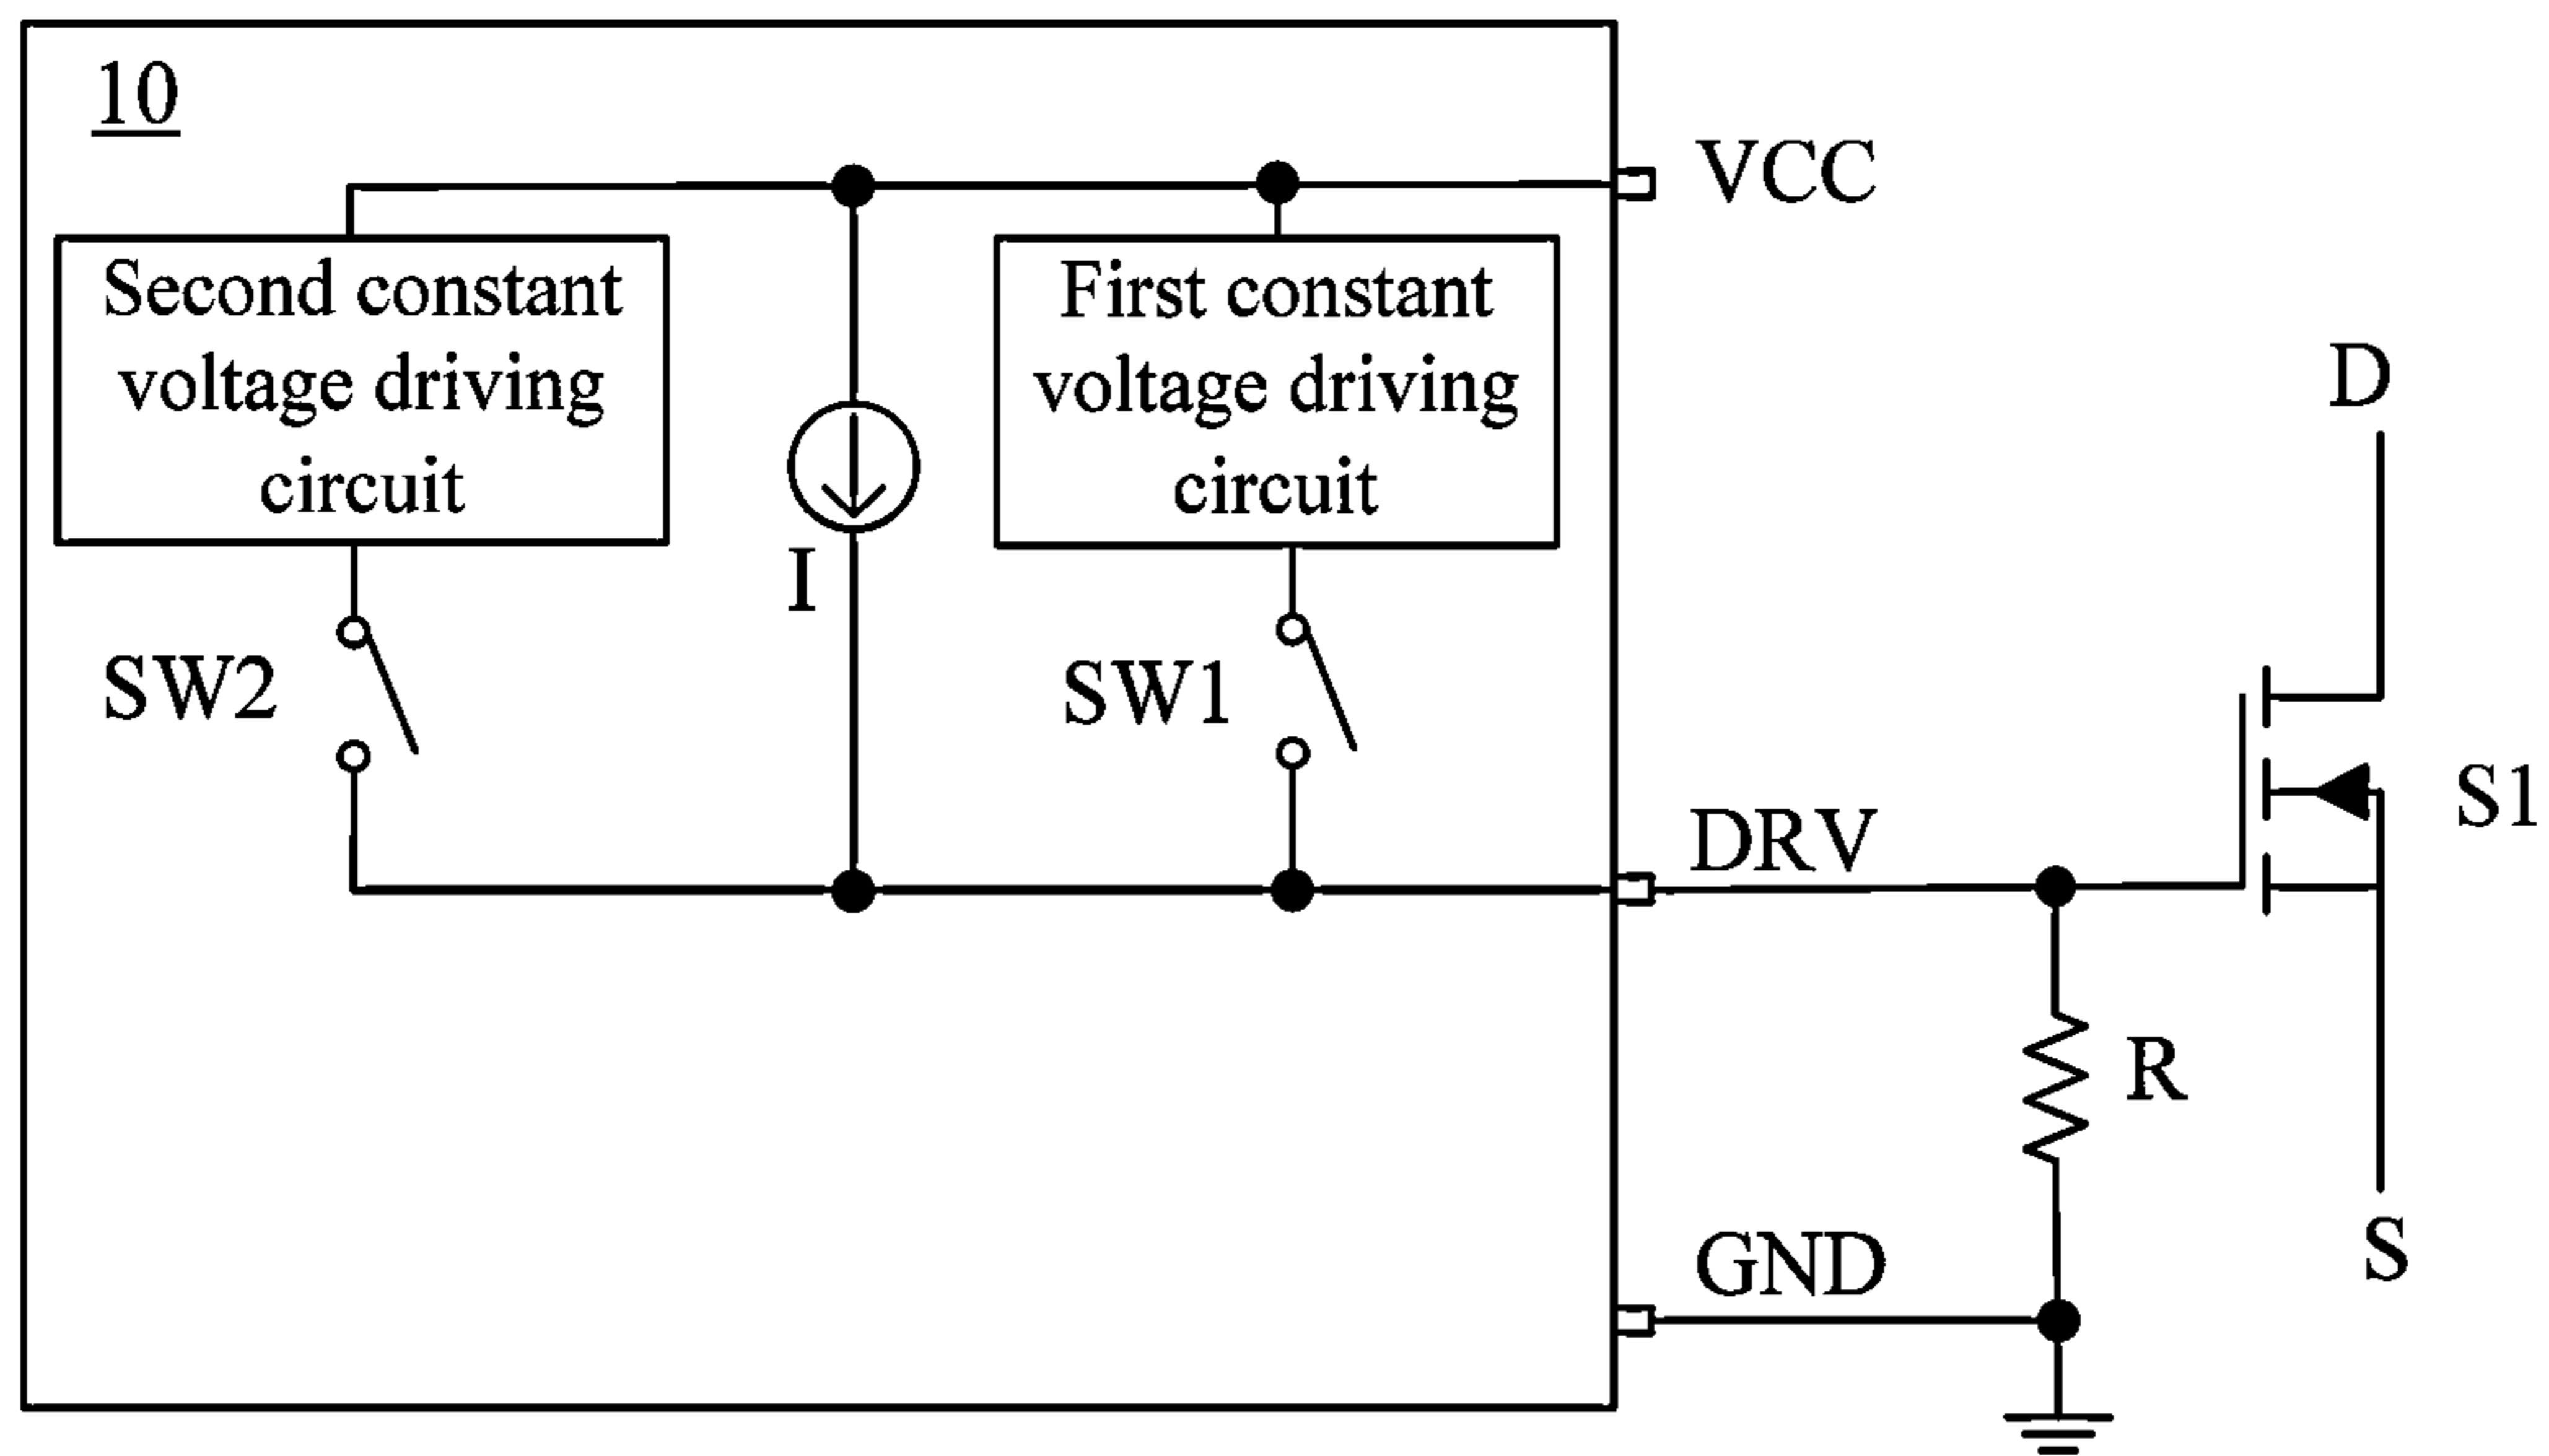 10
VCC
Second constant
voltage driving
circuit
First constant
voltage driving
circuit
D
I
SW2
SW1
S1
DRV
R
GND
S